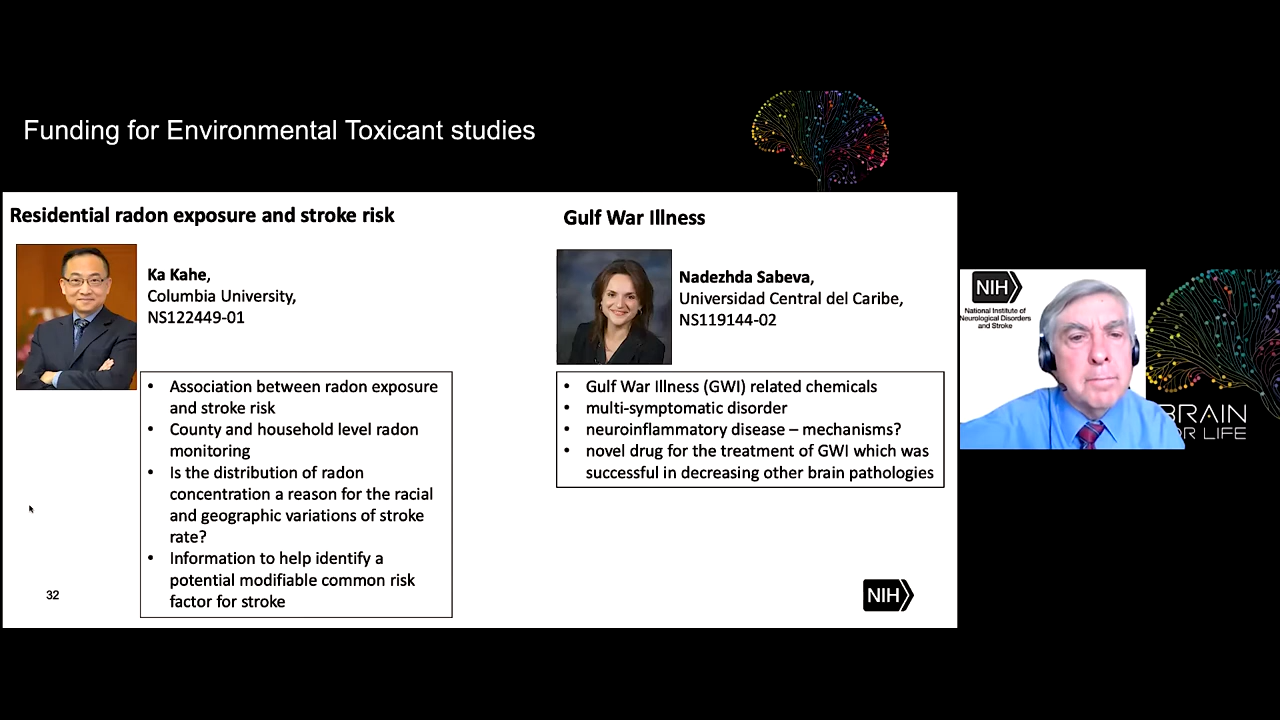 Funding for Environmental Toxicant studies
Residential radon exposure and stroke risk
Ka Kahe,
Columbia University,
NS122449-01
• Association between radon exposure
and stroke risk
• County and household level radon
monitoring
• Is the distribution of radon
concentration a reason for the racial
and geographic variations of stroke
rate?
• Information to help identify a
potential modifiable common risk
factor for stroke
32
Gulf War Illness
Nadezhda Sabeva,
Universidad Central del Caribe,
NS119144-02
• Gulf War Illness (GWI) related chemicals
• multi-symptomatic disorder
• neuroinflammatory disease – mechanisms?
• novel drug for the treatment of GWI which was
successful in decreasing other brain pathologies
NIH
NIH
National Institute of
Neurological Disorders
and Stroke
BRAIN
FOR LIFE